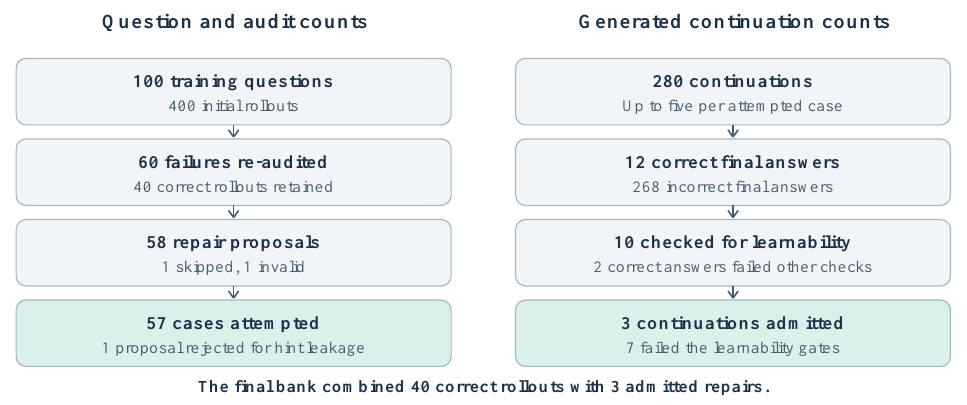 Question and audit counts
100 training questions
400 initial rollouts
60 failures re-audited
40 correct rollouts retained
58 repair proposals
1 skipped, 1 invalid
57 cases attempted
1 proposal rejected for hint leakage
Generated continuation counts
280 continuations
Up to five per attempted case
12 correct final answers
268 incorrect final answers
10 checked for learnability
2 correct answers failed other checks
3 continuations admitted
7 failed the learnability gates
The final bank combined 40 correct rollouts with 3 admitted repairs.